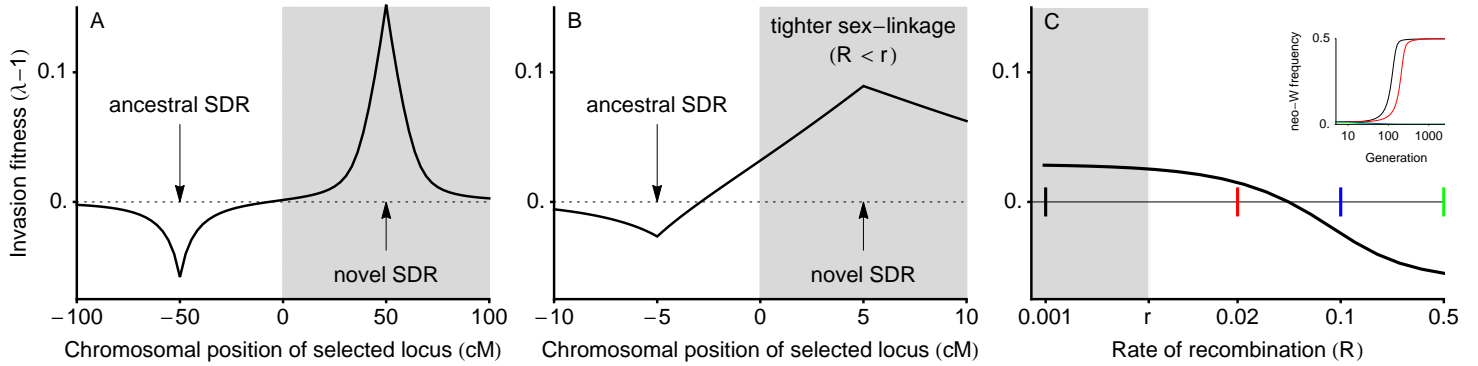 A
Invasion fitness (λ−1)
0.1
0.
ancestral SDR
novel SDR
−100
−50
0
50
100
Chromosomal position of selected locus (cM)
B
tighter sex−linkage
(R < r)
0.1
0.
ancestral SDR
novel SDR
−10
−5
0
5
10
Chromosomal position of selected locus (cM)
C
0.1
0.
neo−W frequency
0.5
0.
10
100
1000
Generation
0.001
r
0.02
0.1
0.5
Rate of recombination (R)